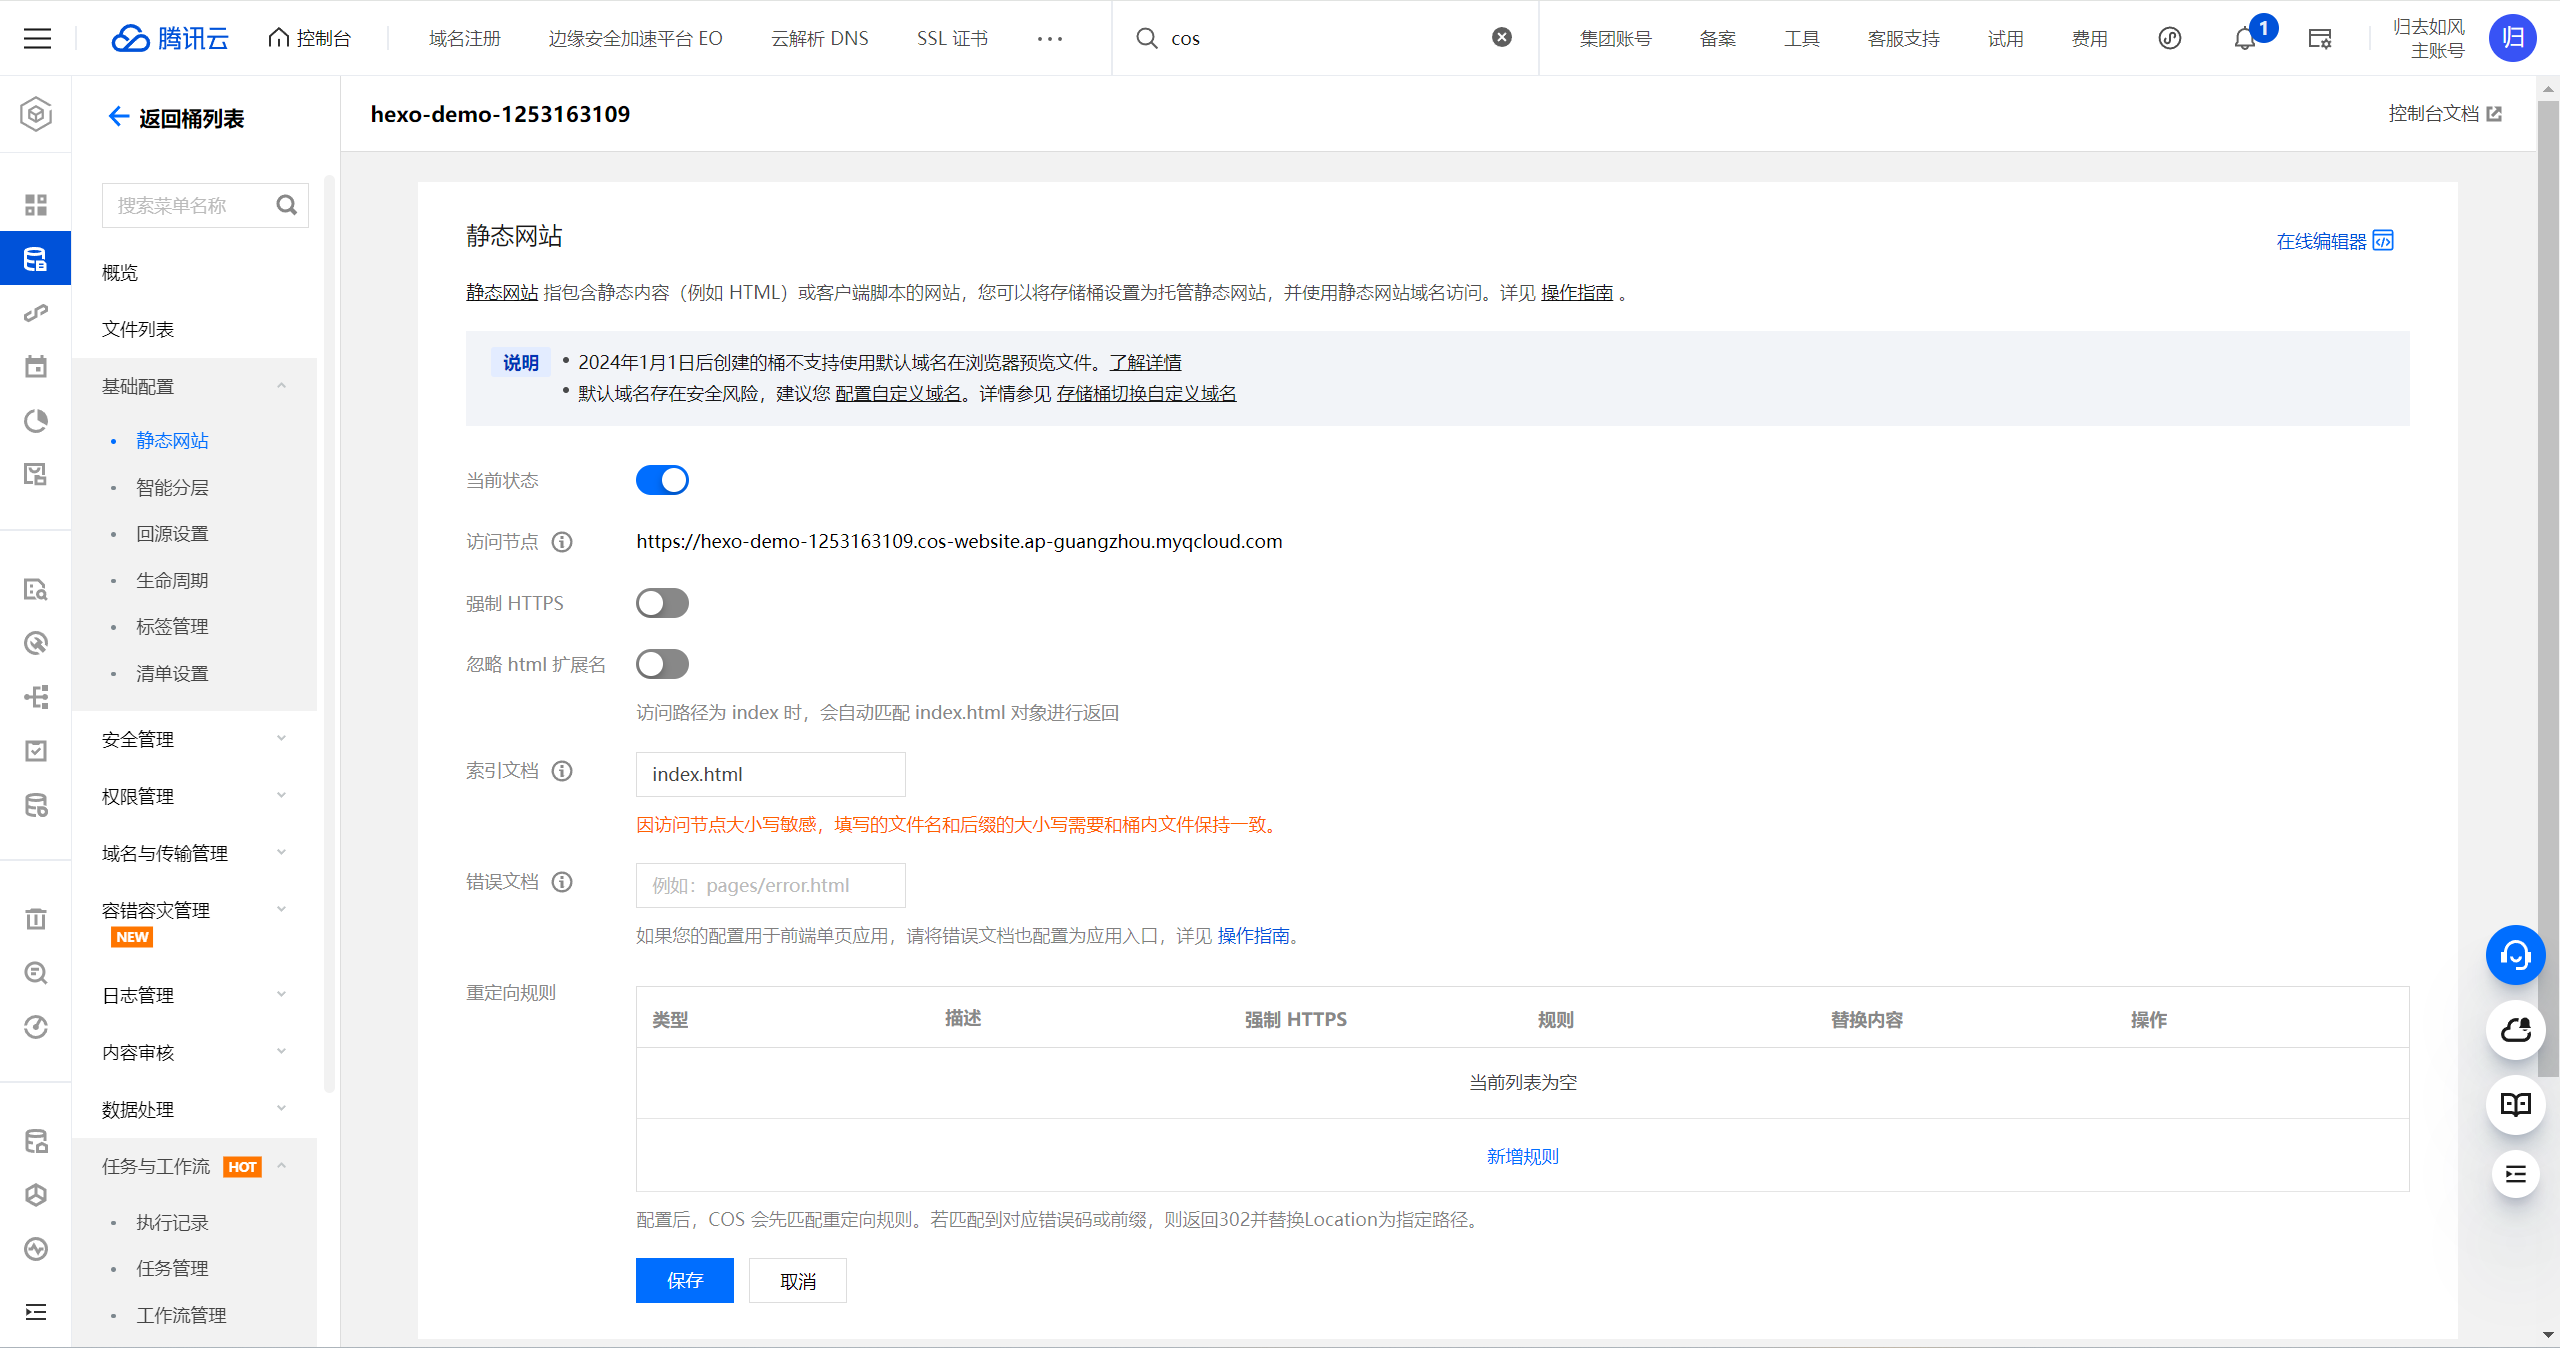 腾讯云
控制台
域名注册
边缘安全加速平台 EO
云解析 DNS
SSL 证书
cos
集团账号
备案
工具
客服支持
试用
费用
1
归去如风
主账号
归
返回桶列表
hexo-demo-1253163109
控制台文档
搜索菜单名称
概览
文件列表
基础配置
静态网站
智能分层
回源设置
生命周期
标签管理
清单设置
安全管理
权限管理
域名与传输管理
容错容灾管理
NEW
日志管理
内容审核
数据处理
任务与工作流 HOT
执行记录
任务管理
工作流管理
静态网站
在线编辑器
静态网站 指包含静态内容（例如 HTML）或客户端脚本的网站，您可以将存储桶设置为托管静态网站，并使用静态网站域名访问。详见 操作指南 。
说明
• 2024年1月1日后创建的桶不支持使用默认域名在浏览器预览文件。了解详情
• 默认域名存在安全风险，建议您 配置自定义域名。详情参见 存储桶切换自定义域名
当前状态
访问节点
https://hexo-demo-1253163109.cos-website.ap-guangzhou.myqcloud.com
强制 HTTPS
忽略 html 扩展名
访问路径为 index 时，会自动匹配 index.html 对象进行返回
索引文档
index.html
因访问节点大小写敏感，填写的文件名和后缀的大小写需要和桶内文件保持一致。
错误文档
例如：pages/error.html
如果您的配置用于前端单页应用，请将错误文档也配置为应用入口，详见 操作指南。
重定向规则
类型 描述 强制 HTTPS 规则 替换内容 操作
当前列表为空
新增规则
配置后，COS 会先匹配重定向规则。若匹配到对应错误码或前缀，则返回302并替换Location为指定路径。
保存
取消